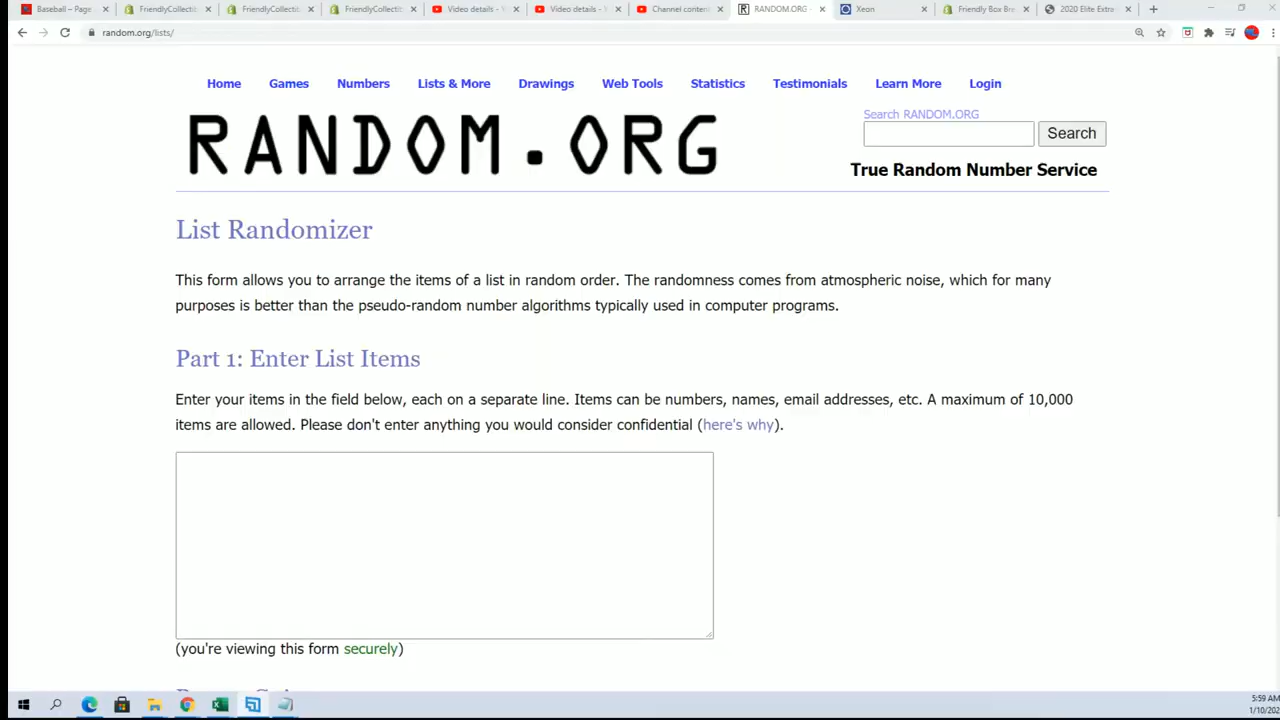 Baseball – Page
FriendlyCollectib
FriendlyCollectib
FriendlyCollectib
Video details -
Video details -
Channel content
RANDOM.ORG
Xeon
Friendly Box Bre
2020 Elite Extra
random.org/lists/
Home Games Numbers Lists & More Drawings Web Tools Statistics Testimonials Learn More Login
RANDOM.ORG
Search RANDOM.ORG
Search
True Random Number Service
List Randomizer
This form allows you to arrange the items of a list in random order. The randomness comes from atmospheric noise, which for many
purposes is better than the pseudo-random number algorithms typically used in computer programs.
Part 1: Enter List Items
Enter your items in the field below, each on a separate line. Items can be numbers, names, email addresses, etc. A maximum of 10,000
items are allowed. Please don't enter anything you would consider confidential (here's why).
(you're viewing this form securely)
5:59 AM
1/10/202